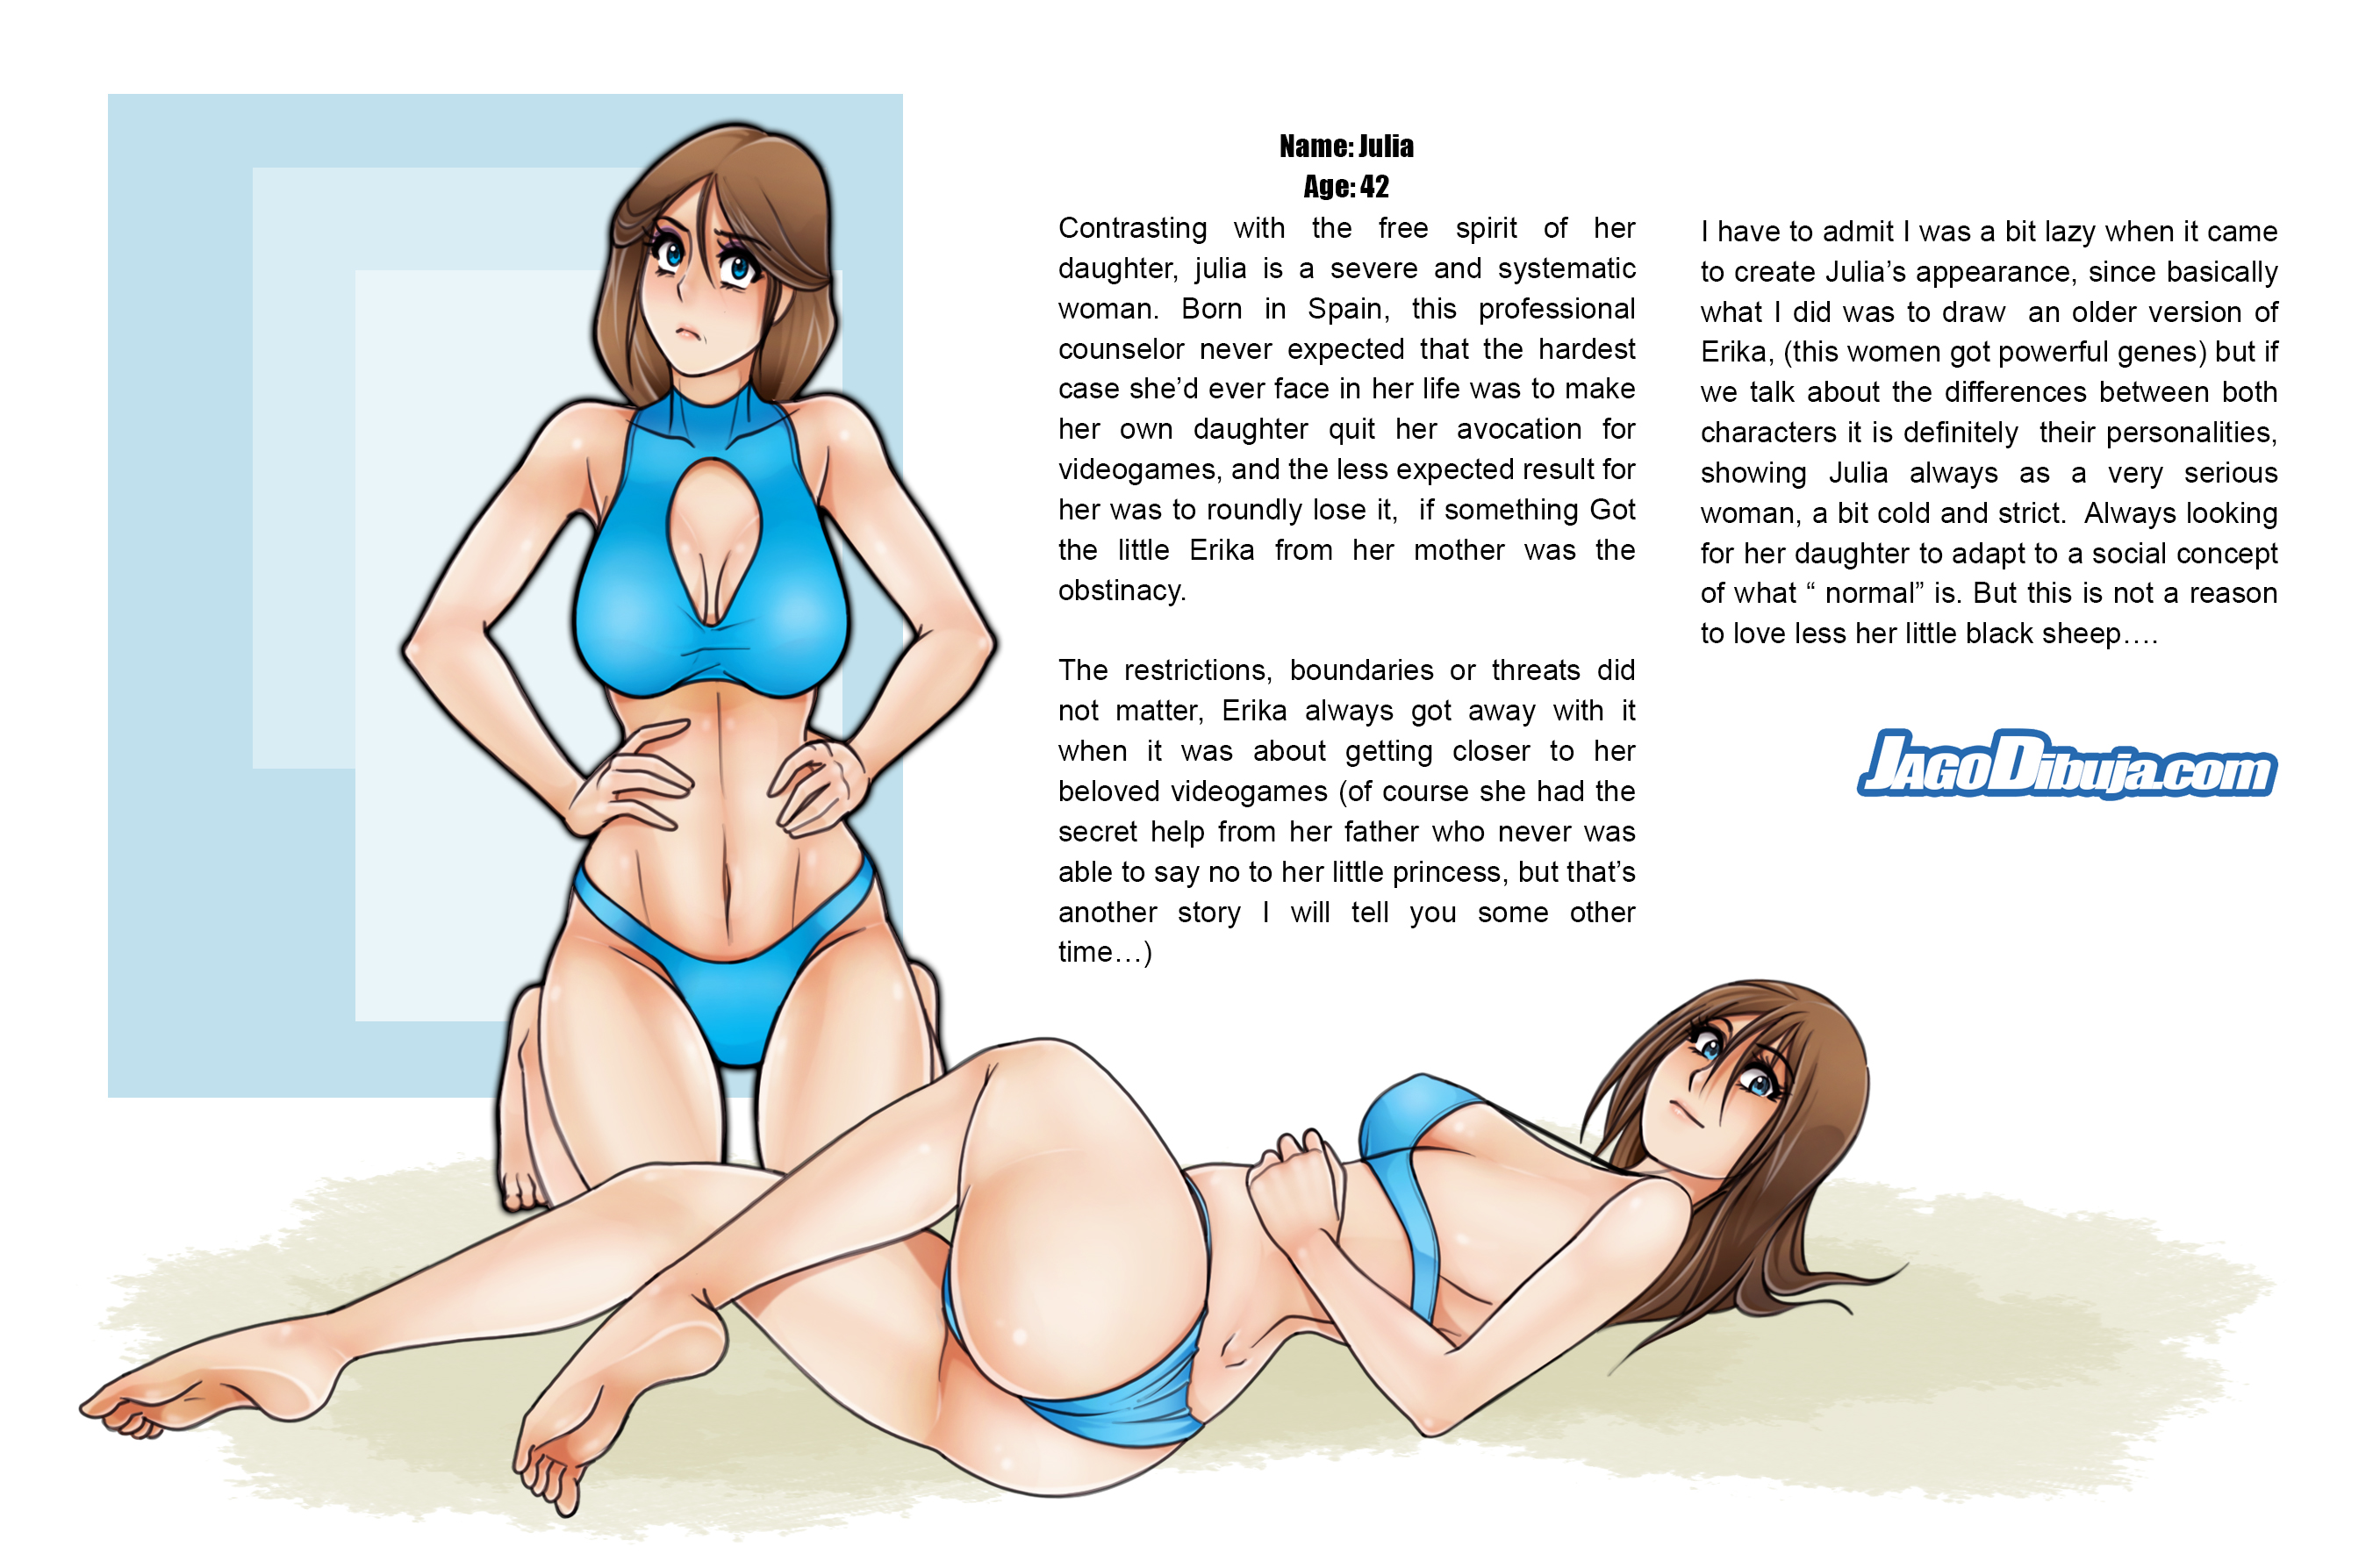 Name: Julia
Age: 42
Contrasting with the free spirit of her
daughter, julia is a severe and systematic
woman. Born in Spain, this professional
counselor never expected that the hardest
case she’d ever face in her life was to make
her own daughter quit her avocation for
videogames, and the less expected result for
her was to roundly lose it, if something Got
the little Erika from her mother was the
obstinacy.
The restrictions, boundaries or threats did
not matter, Erika always got away with it
when it was about getting closer to her
beloved videogames (of course she had the
secret help from her father who never was
able to say no to her little princess, but that’s
another story I will tell you some other
time…)
I have to admit I was a bit lazy when it came
to create Julia’s appearance, since basically
what I did was to draw an older version of
Erika, (this women got powerful genes) but if
we talk about the differences between both
characters it is definitely their personalities,
showing Julia always as a very serious
woman, a bit cold and strict. Always looking
for her daughter to adapt to a social concept
of what “ normal” is. But this is not a reason
to love less her little black sheep….
JAGODibuja.com